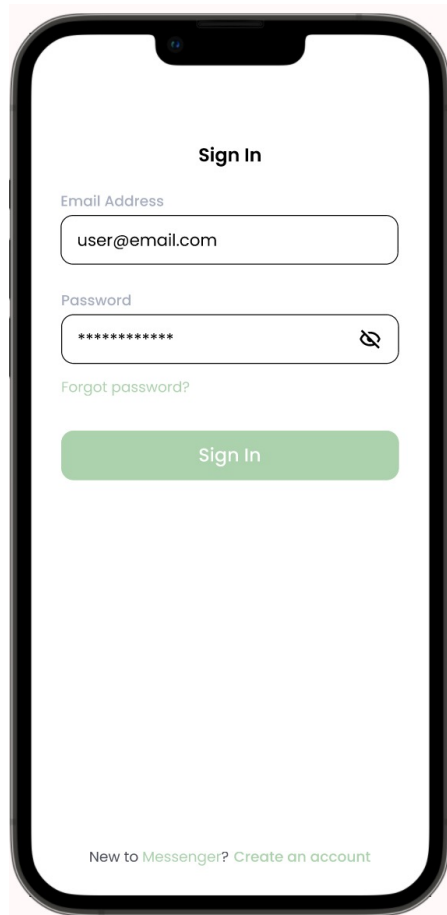 Sign In
Email Address
user@email.com
Password
************
Forgot password?
Sign In
New to Messenger? Create an account